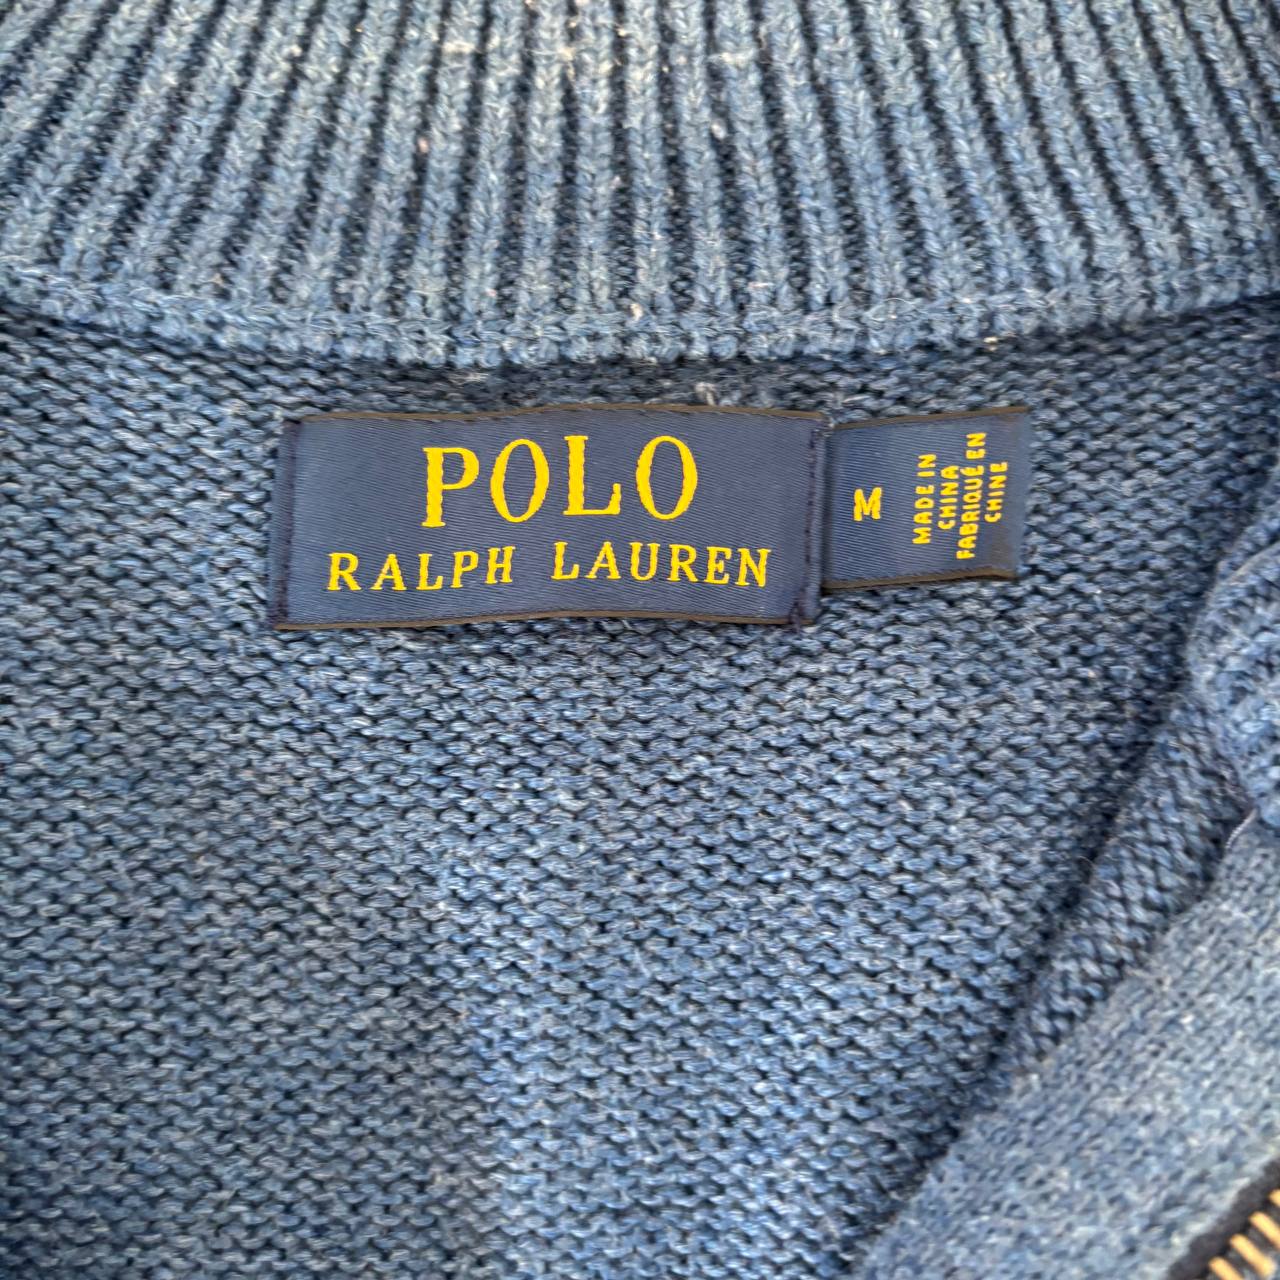 POLO
RALPH LAUREN
M
MADE IN
CHINA
FABRIQUÉ EN
CHINE